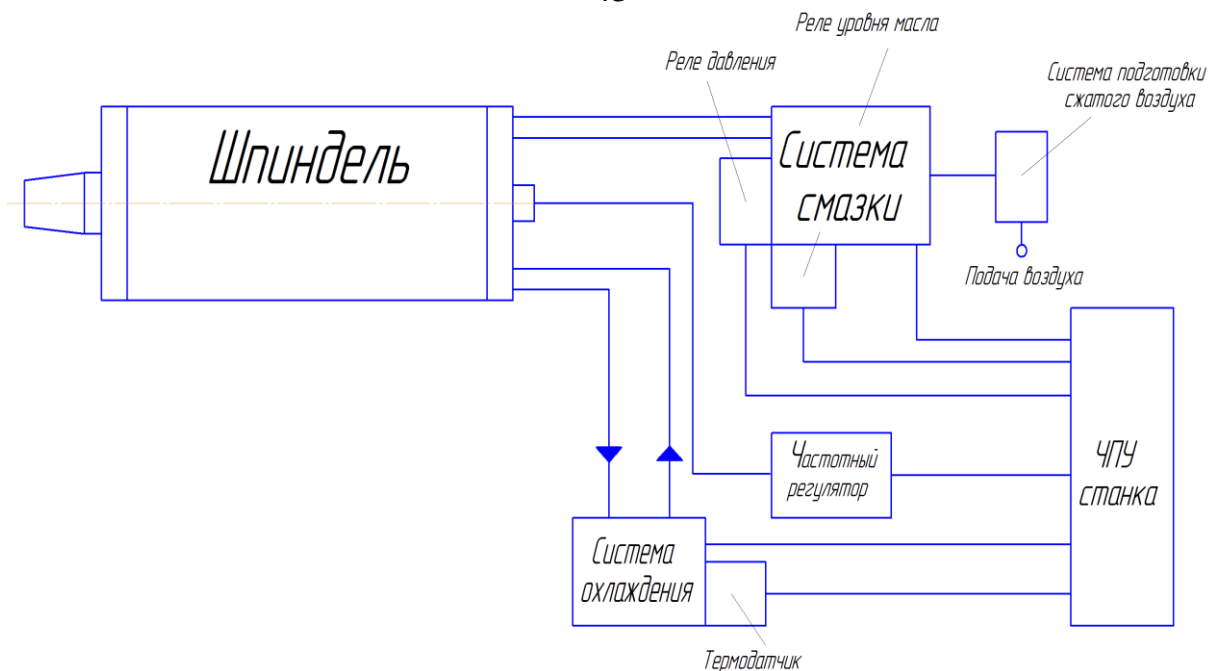 Реле уровня масла
Реле давления
Система подготовки
сжатого воздуха
Шпиндель
Система
смазки
Подача воздуха
Частотный
регулятор
ЧПУ
станка
Система
охлаждения
Термодатчик